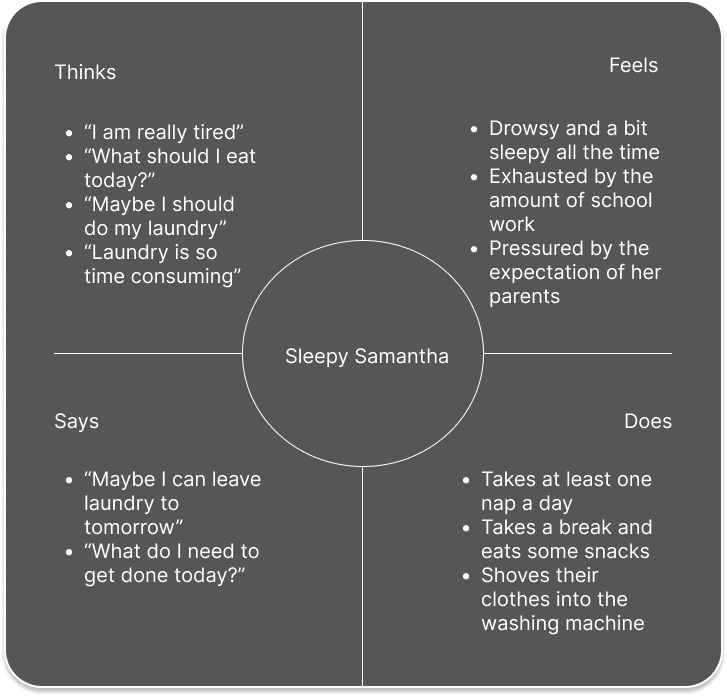 Thinks
• “I am really tired”
• “What should I eat
today?”
• “Maybe I should
do my laundry”
• “Laundry is so
time consuming”
Feels
• Drowsy and a bit
sleepy all the time
• Exhausted by the
amount of school
work
• Pressured by the
expectation of her
parents
Sleepy Samantha
Says
• “Maybe I can leave
laundry to
tomorrow”
• “What do I need to
get done today?”
Does
• Takes at least one
nap a day
• Takes a break and
eats some snacks
• Shoves their
clothes into the
washing machine